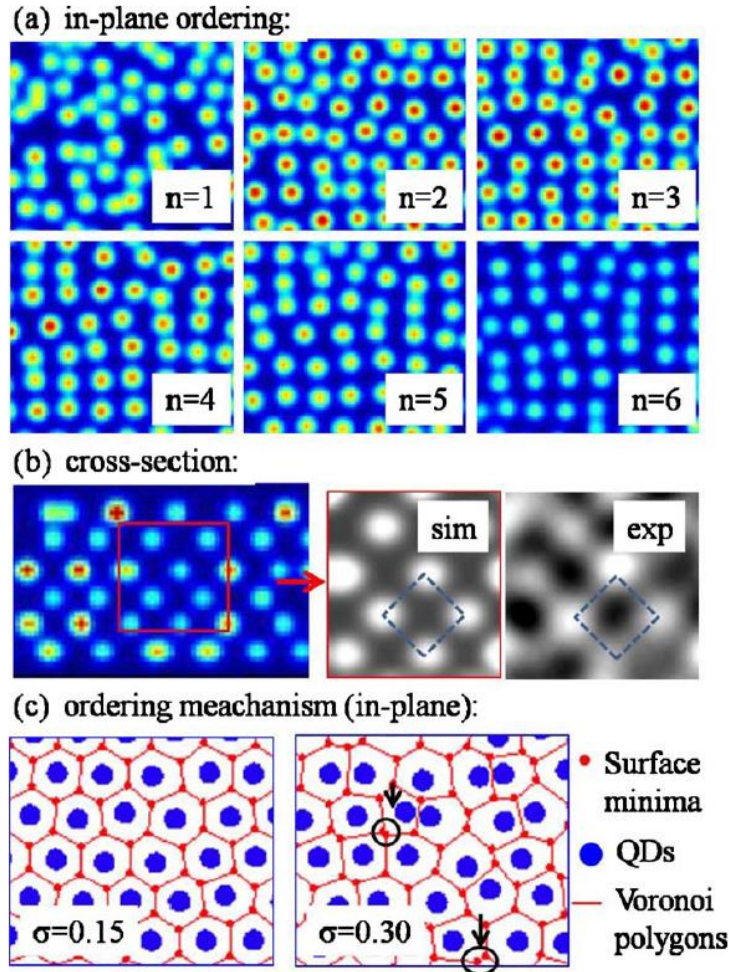 (a) in-plane ordering:
n=1
n=2
n=3
n=4
n=5
n=6
(b) cross-section:
sim
exp
(c) ordering meachanism (in-plane):
σ=0.15
σ=0.30
Surface
minima
QDs
Voronoi
polygons